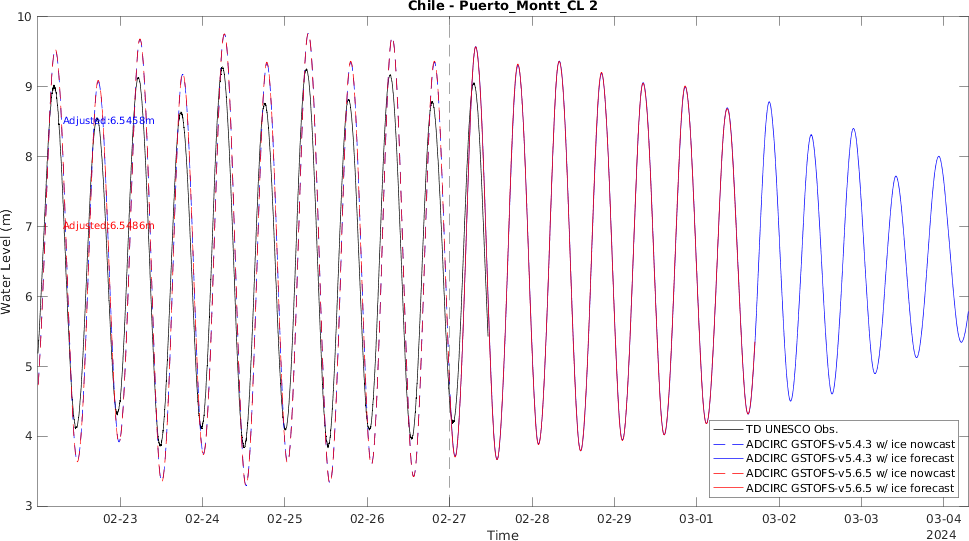 Chile - Puerto_Montt_CL 2
10
9
8
7
6
5
4
3
Water Level (m)
Adjusted:6.5458m
Adjusted:6.5486m
TD UNESCO Obs.
ADCIRC GSTOFS-v5.4.3 w/ ice nowcast
ADCIRC GSTOFS-v5.4.3 w/ ice forecast
ADCIRC GSTOFS-v5.6.5 w/ ice nowcast
ADCIRC GSTOFS-v5.6.5 w/ ice forecast
02-23 02-24 02-25 02-26 02-27 02-28 02-29 03-01 03-02 03-03 03-04
Time
2024